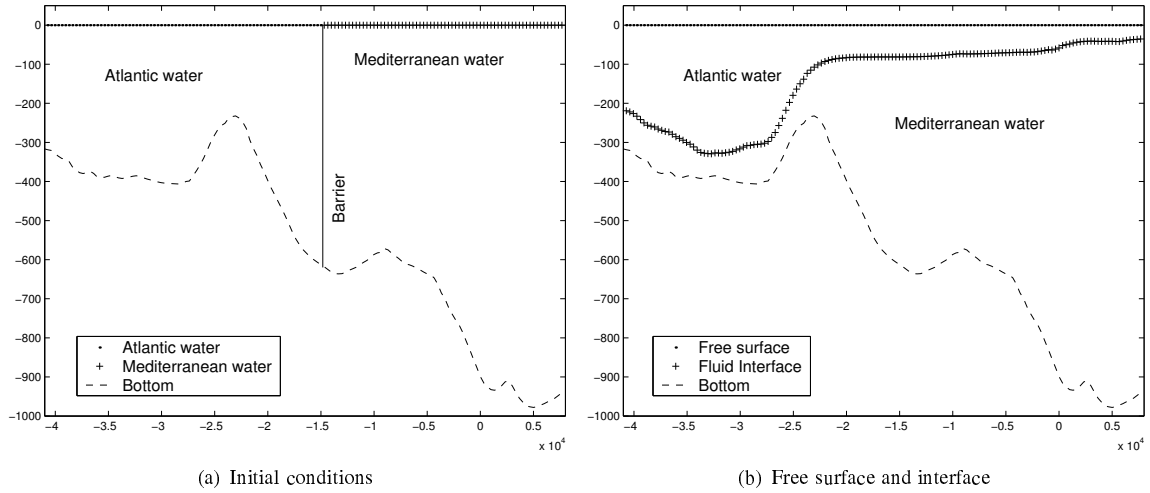 0
−100
−200
−300
−400
−500
−600
−700
−800
−900
−1000
Atlantic water
Mediterranean water
Barrier
Atlantic water
Mediterranean water
Bottom
−4 −3.5 −3 −2.5 −2 −1.5 −1 −0.5 0 0.5
x 10^4
(a) Initial conditions
0
−100
−200
−300
−400
−500
−600
−700
−800
−900
−1000
Atlantic water
Mediterranean water
Free surface
Fluid Interface
Bottom
−4 −3.5 −3 −2.5 −2 −1.5 −1 −0.5 0 0.5
x 10^4
(b) Free surface and interface